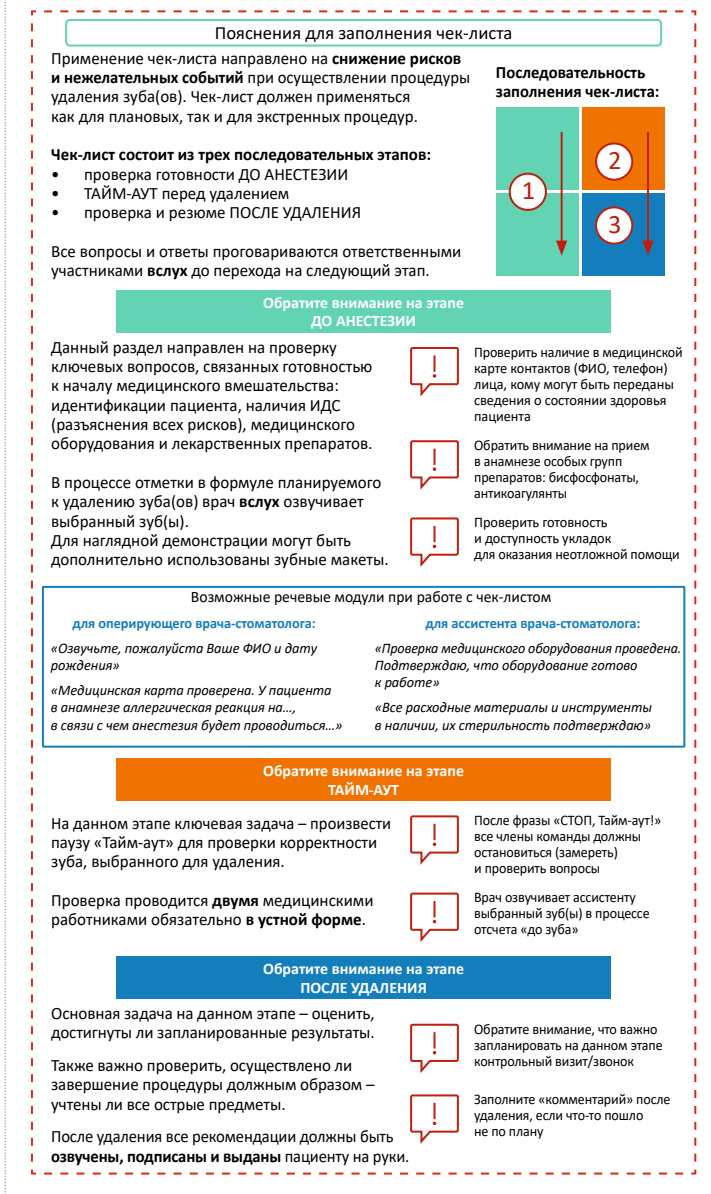 Пояснения для заполнения чек-листа
Применение чек-листа направлено на снижение рисков
и нежелательных событий при осуществлении процедуры
удаления зуба(ов). Чек-лист должен применяться
как для плановых, так и для экстренных процедур.
Чек-лист состоит из трех последовательных этапов:
• проверка готовности ДО АНЕСТЕЗИИ
• ТАЙМ-АУТ перед удалением
• проверка и резюме ПОСЛЕ УДАЛЕНИЯ
Все вопросы и ответы проговариваются ответственными
участниками вслух до перехода на следующий этап.
Последовательность
заполнения чек-листа:
1
2
3
Обратите внимание на этапе
ДО АНЕСТЕЗИИ
Данный раздел направлен на проверку
ключевых вопросов, связанных готовностью
к началу медицинского вмешательства:
идентификации пациента, наличия ИДС
(разъяснения всех рисков), медицинского
оборудования и лекарственных препаратов.
В процессе отметки в формуле планируемого
к удалению зуба(ов) врач вслух озвучивает
выбранный зуб(ы).
Для наглядной демонстрации могут быть
дополнительно использованы зубные макеты.
!
Проверить наличие в медицинской
карте контактов (ФИО, телефон)
лица, кому могут быть переданы
сведения о состоянии здоровья
пациента
!
Обратить внимание на прием
в анамнезе особых групп
препаратов: бисфосфонаты,
антикоагулянты
!
Проверить готовность
и доступность укладок
для оказания неотложной помощи
Возможные речевые модули при работе с чек-листом
для оперирующего врача-стоматолога:
«Озвучьте, пожалуйста Ваше ФИО и дату
рождения»
«Медицинская карта проверена. У пациента
в анамнезе аллергическая реакция на…,
в связи с чем анестезия будет проводиться…»
для ассистента врача-стоматолога:
«Проверка медицинского оборудования проведена.
Подтверждаю, что оборудование готово
к работе»
«Все расходные материалы и инструменты
в наличии, их стерильность подтверждаю»
Обратите внимание на этапе
ТАЙМ-АУТ
На данном этапе ключевая задача – произвести
паузу «Тайм-аут» для проверки корректности
зуба, выбранного для удаления.
Проверка проводится двумя медицинскими
работниками обязательно в устной форме.
!
После фразы «СТОП, Тайм-аут!»
все члены команды должны
остановиться (замереть)
и проверить вопросы
!
Врач озвучивает ассистенту
выбранный зуб(ы) в процессе
отсчета «до зуба»
Обратите внимание на этапе
ПОСЛЕ УДАЛЕНИЯ
Основная задача на данном этапе – оценить,
достигнуты ли запланированные результаты.
Также важно проверить, осуществлено ли
завершение процедуры должным образом –
учтены ли все острые предметы.
После удаления все рекомендации должны быть
озвучены, подписаны и выданы пациенту на руки.
!
Обратите внимание, что важно
запланировать на данном этапе
контрольный визит/звонок
!
Заполните «комментарий» после
удаления, если что-то пошло
не по плану